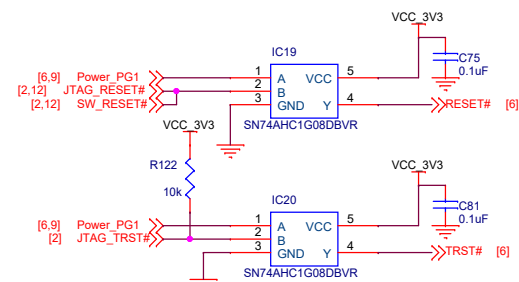 VCC_3V3
IC19
C75
0.1uF
[6,9] Power_PG1 1 A VCC 5
[2,12] JTAG_RESET# 2 B
[2,12] SW_RESET# 3 GND Y 4 RESET# [6]
SN74AHC1G08DBVR
VCC_3V3
R122
10k
VCC_3V3
IC20
C81
0.1uF
[6,9] Power_PG1 1 A VCC 5
[2] JTAG_TRST# 2 B
3 GND Y 4 TRST# [6]
SN74AHC1G08DBVR